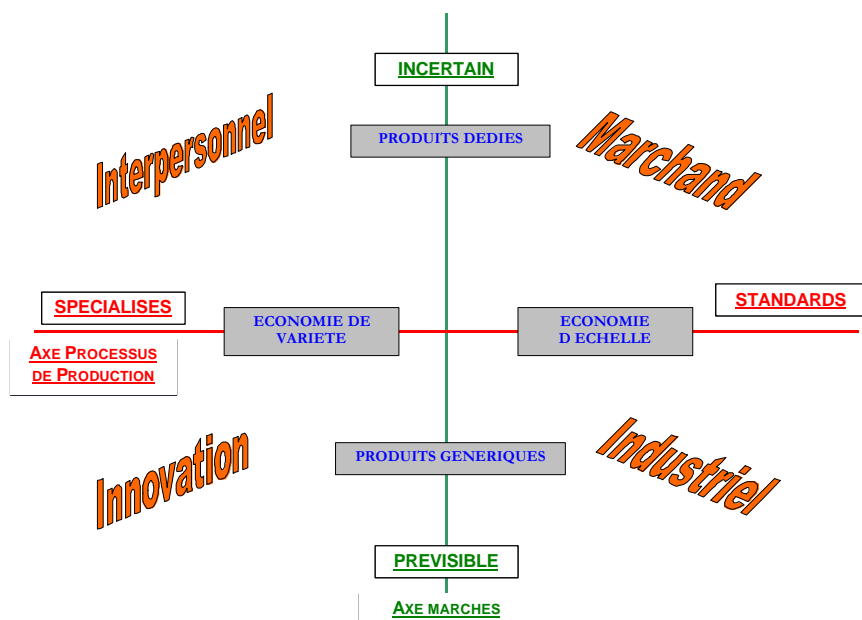 INCERTAIN
Interpersonnel
PRODUITS DEDIES
Marchand
SPECIALISES
STANDARDS
ECONOMIE DE
VARIETE
ECONOMIE
D ECHELLE
AXE PROCESSUS
DE PRODUCTION
Innovation
PRODUITS GENERIQUES
Industriel
PREVISIBLE
AXE MARCHES